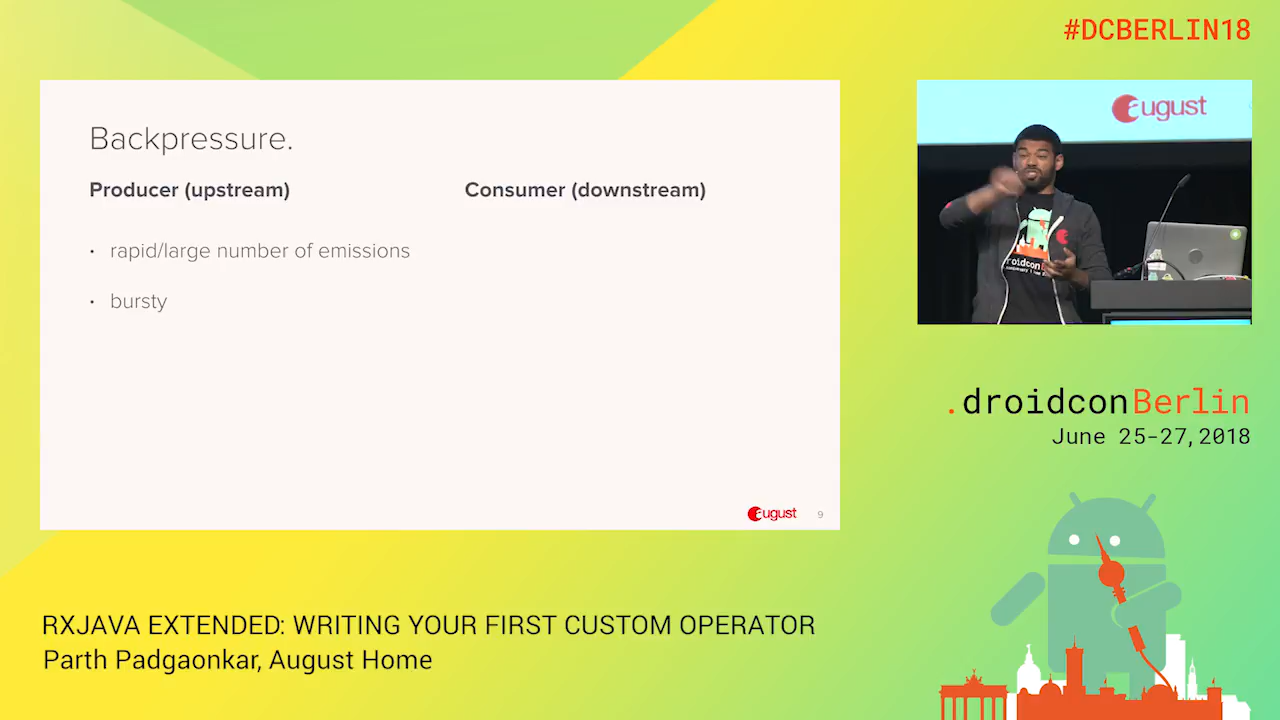 #DCBERLIN18
august
Backpressure.
Producer (upstream)
Consumer (downstream)
• rapid/large number of emissions
• bursty
august
9
droidcon
.droidconBerlin
June 25-27,2018
RXJAVA EXTENDED: WRITING YOUR FIRST CUSTOM OPERATOR
Parth Padgaonkar, August Home